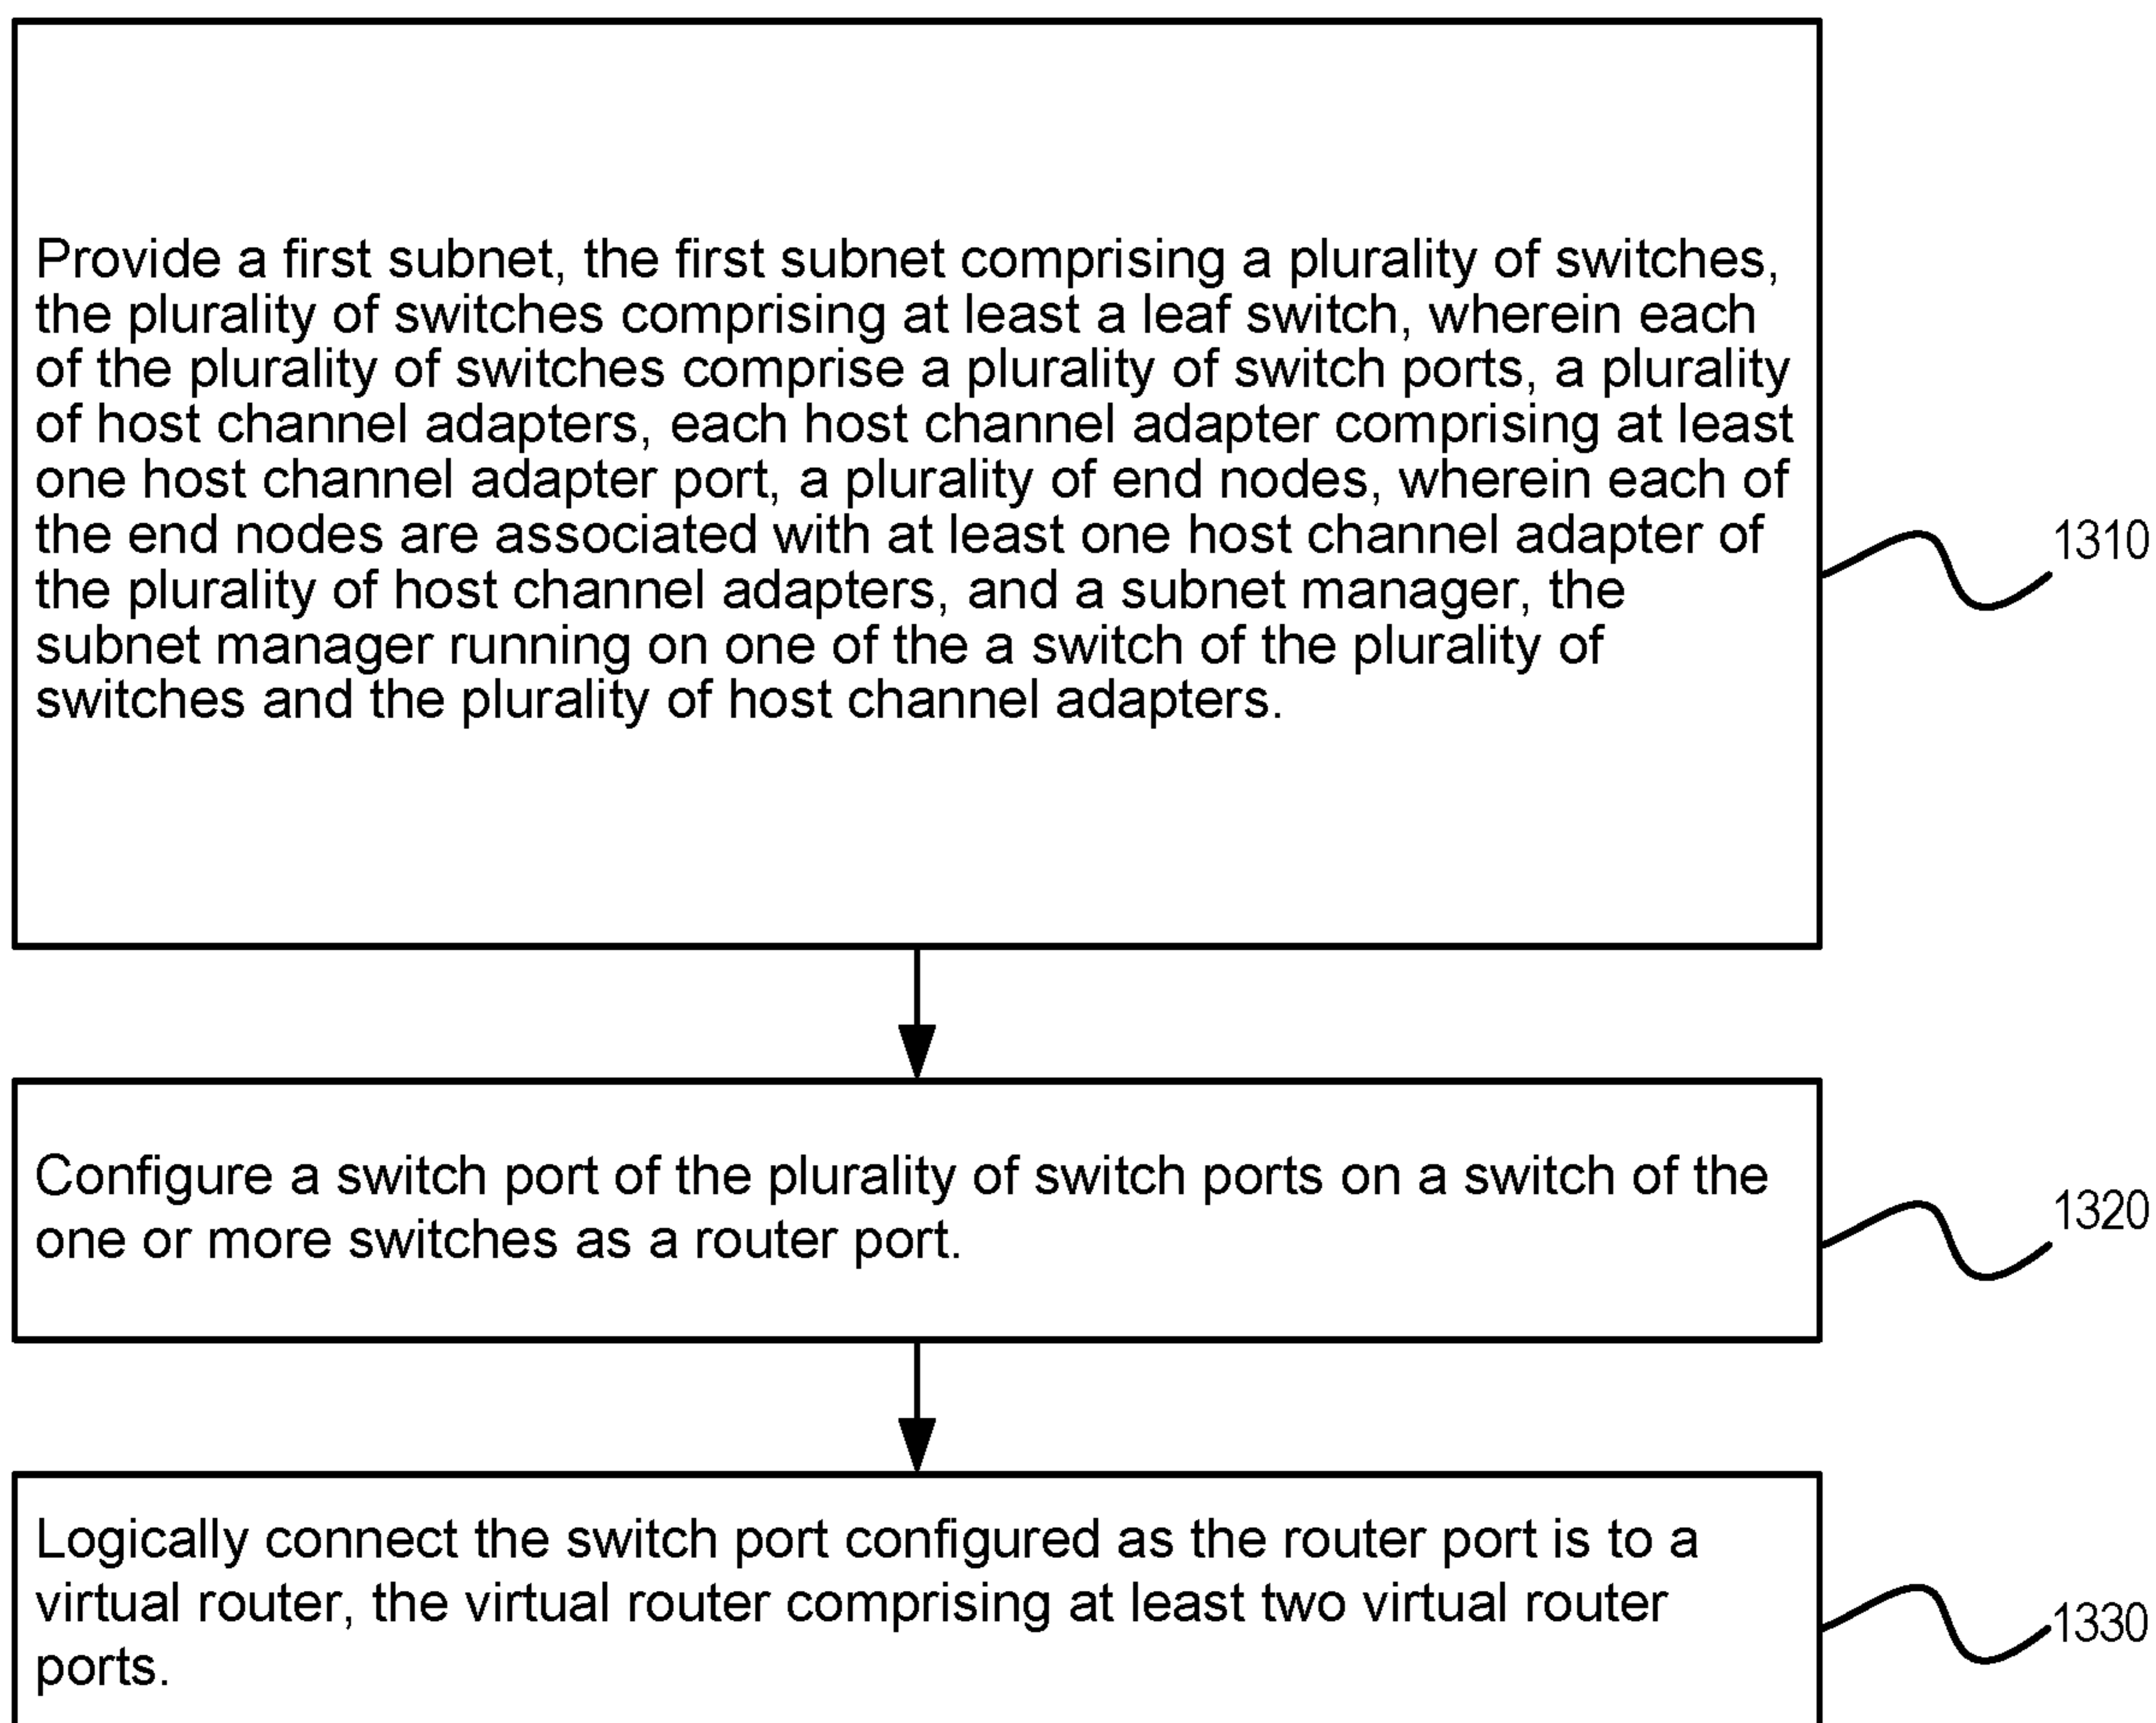 Provide a first subnet, the first subnet comprising a plurality of switches,
the plurality of switches comprising at least a leaf switch, wherein each
of the plurality of switches comprise a plurality of switch ports, a plurality
of host channel adapters, each host channel adapter comprising at least
one host channel adapter port, a plurality of end nodes, wherein each of
the end nodes are associated with at least one host channel adapter of
the plurality of host channel adapters, and a subnet manager, the
subnet manager running on one of the a switch of the plurality of
switches and the plurality of host channel adapters.
1310
Configure a switch port of the plurality of switch ports on a switch of the
one or more switches as a router port.
1320
Logically connect the switch port configured as the router port is to a
virtual router, the virtual router comprising at least two virtual router
ports.
1330